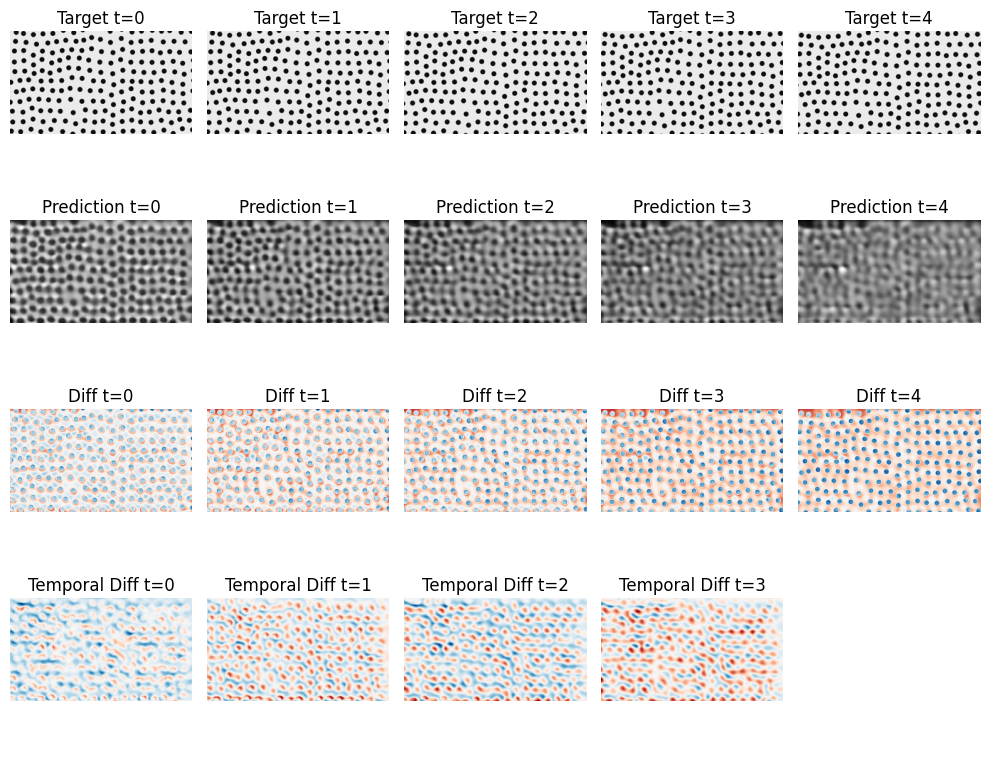 Target t=0
Target t=1
Target t=2
Target t=3
Target t=4
Prediction t=0
Prediction t=1
Prediction t=2
Prediction t=3
Prediction t=4
Diff t=0
Diff t=1
Diff t=2
Diff t=3
Diff t=4
Temporal Diff t=0
Temporal Diff t=1
Temporal Diff t=2
Temporal Diff t=3